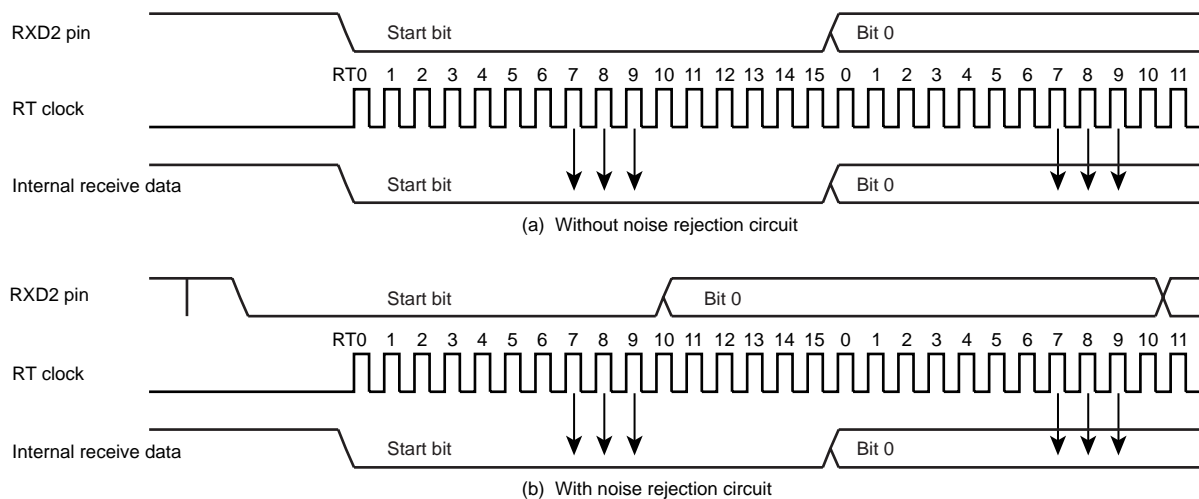 RXD2 pin Start bit Bit 0
RT0 1 2 3 4 5 6 7 8 9 10 11 12 13 14 15 0 1 2 3 4 5 6 7 8 9 10 11
RT clock
Internal receive data Start bit Bit 0
(a) Without noise rejection circuit
RXD2 pin Start bit Bit 0
RT0 1 2 3 4 5 6 7 8 9 10 11 12 13 14 15 0 1 2 3 4 5 6 7 8 9 10 11
RT clock
Internal receive data Start bit Bit 0
(b) With noise rejection circuit